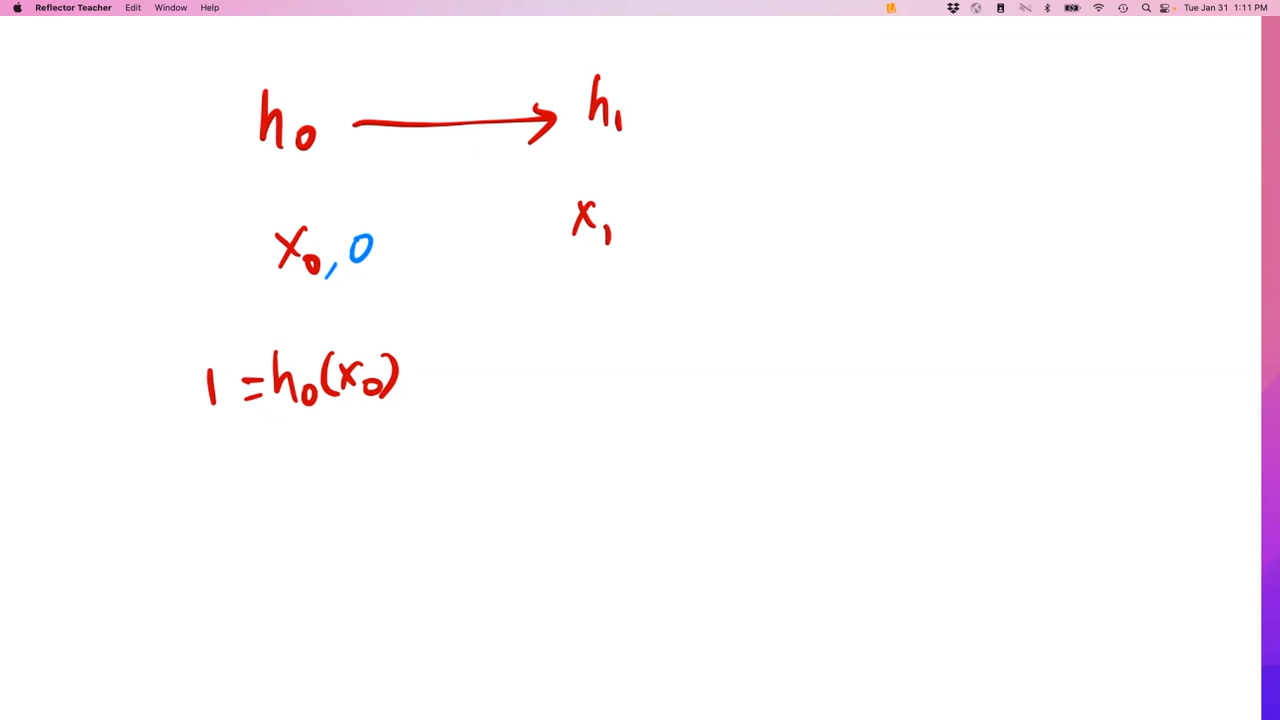 Reflector Teacher Edit Window Help Tue Jan 31 1:11 PM
h₀ ⟶ h₁
x₀, 0 x₁
1 = h₀(x₀)